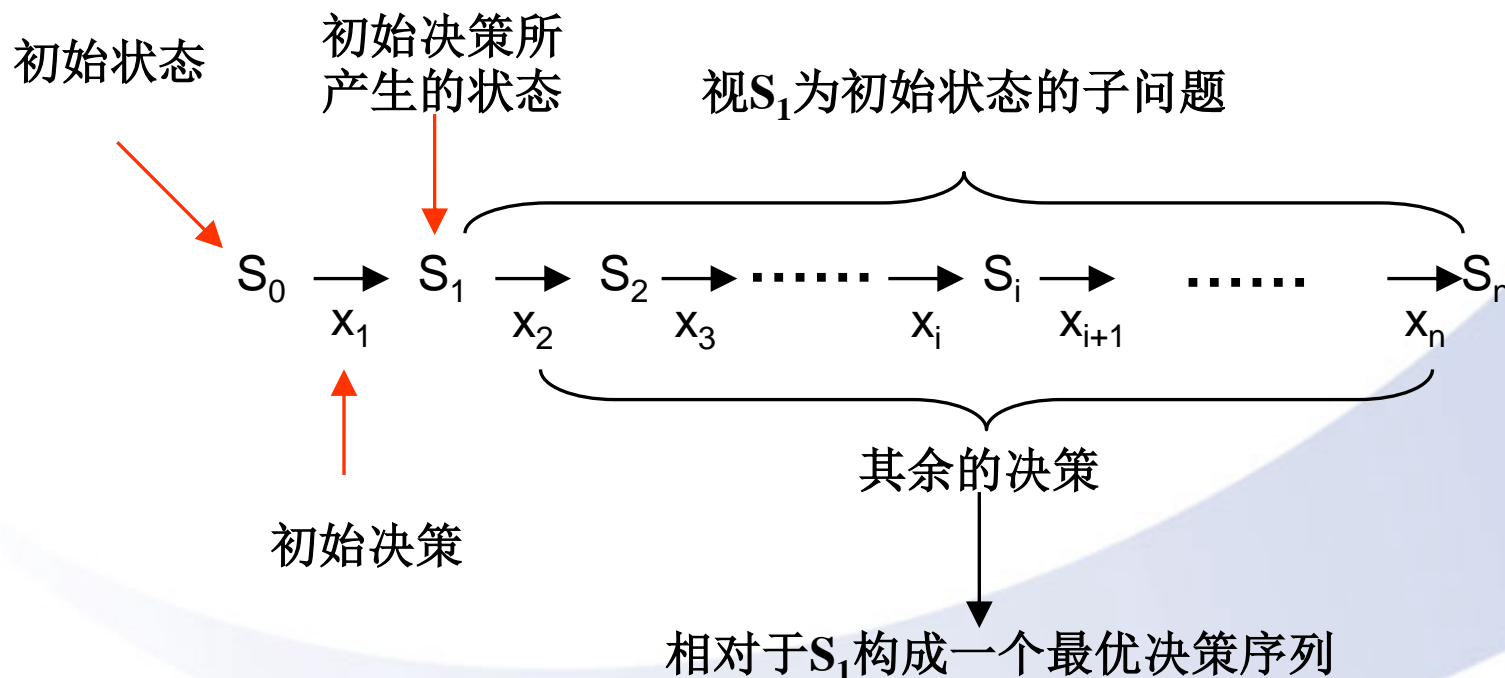 初始状态
初始决策所
产生的状态
视S₁为初始状态的子问题
S₀ → S₁ → S₂ → ⋯⋯ → Sᵢ → ⋯⋯ → Sₙ
x₁ x₂ x₃ xᵢ xᵢ₊₁ xₙ
其余的决策
初始决策
相对于S₁构成一个最优决策序列